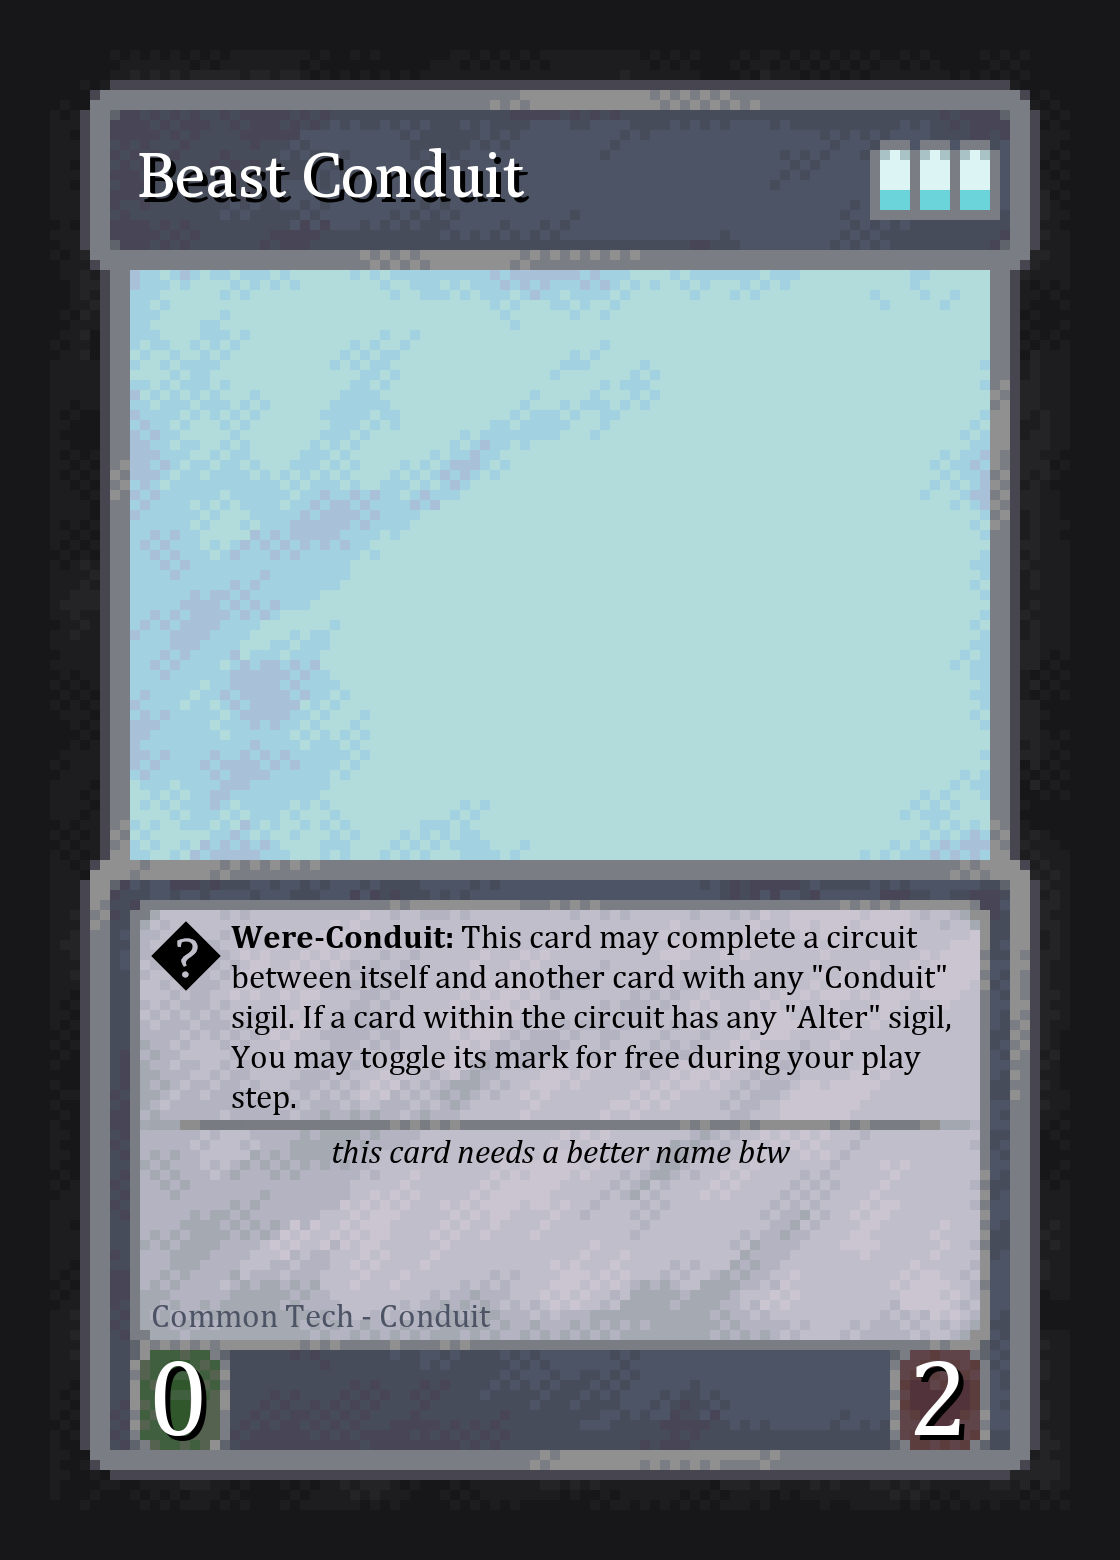 Beast Conduit
?
Were-Conduit: This card may complete a circuit
between itself and another card with any "Conduit"
sigil. If a card within the circuit has any "Alter" sigil,
You may toggle its mark for free during your play
step.
this card needs a better name btw
Common Tech - Conduit
0
2